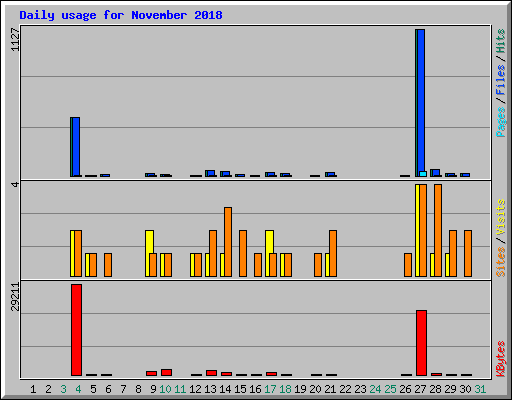 Daily usage for November 2018
1127
Pages / Files / Hits
4
Sites / Visits
29211
KBytes
1 2 3 4 5 6 7 8 9 10 11 12 13 14 15 16 17 18 19 20 21 22 23 24 25 26 27 28 29 30 31